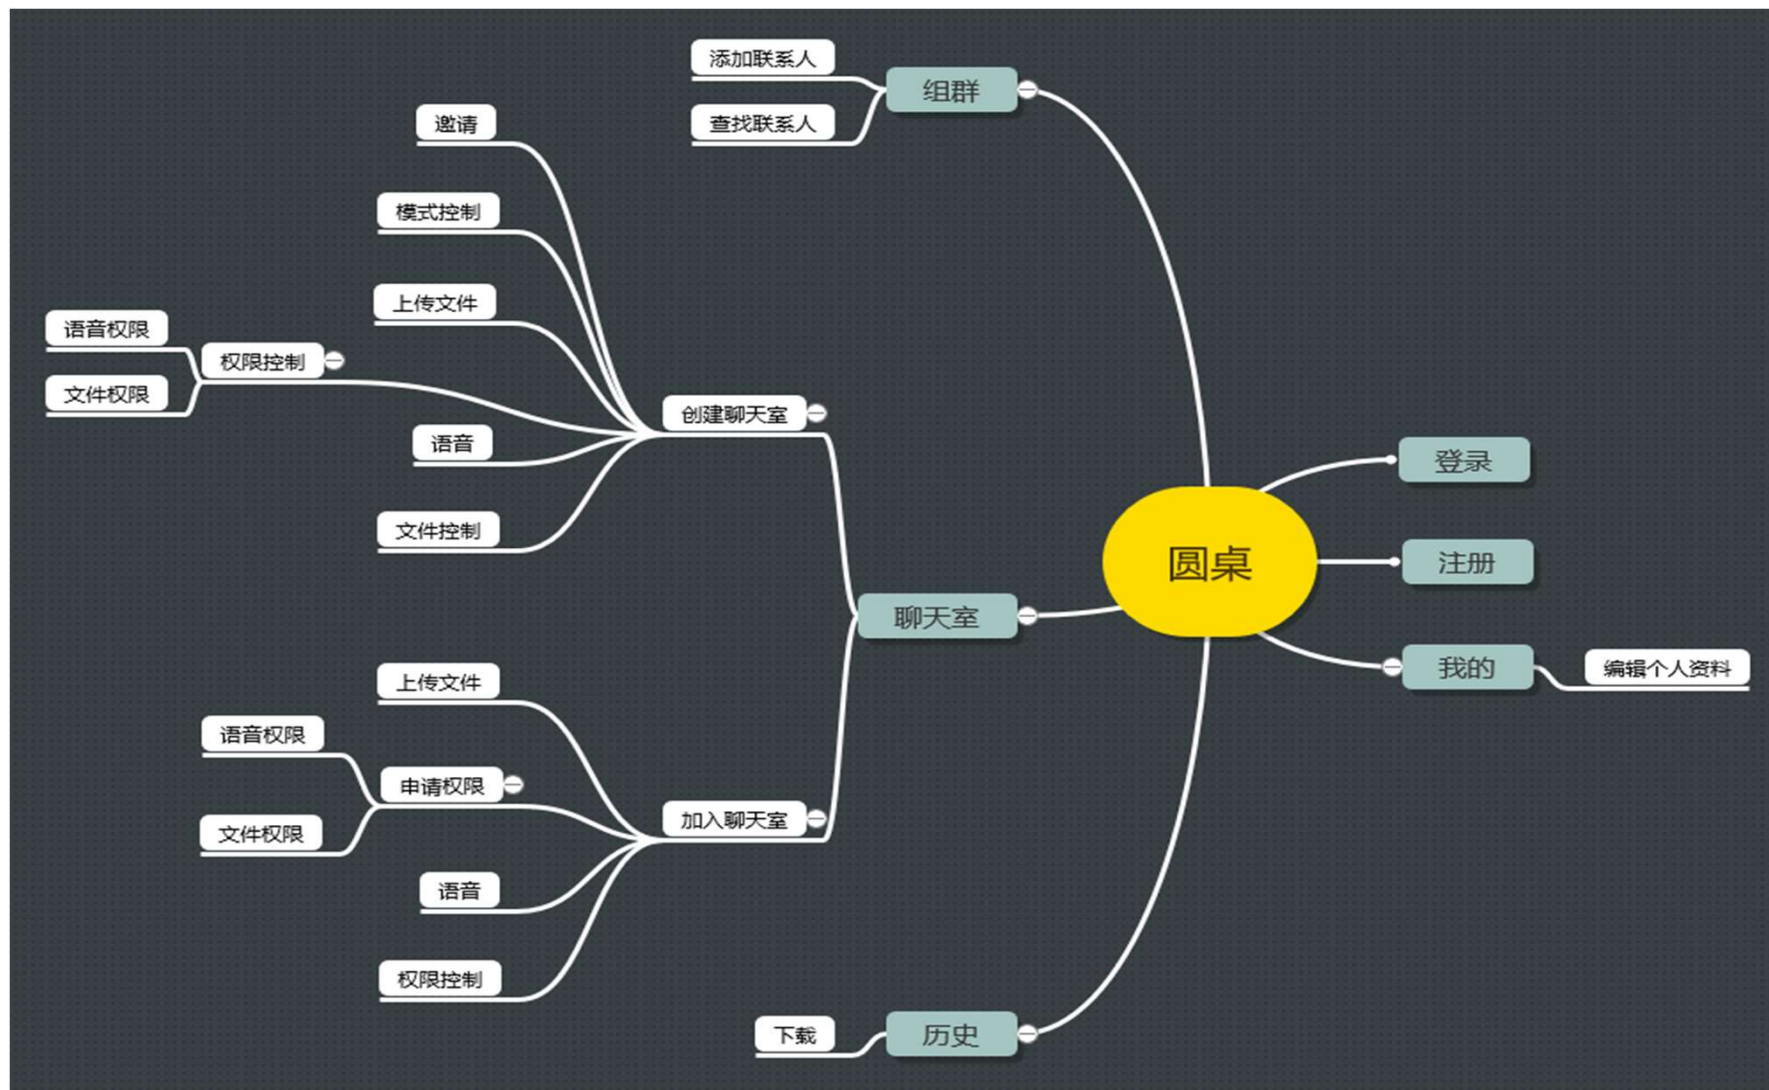 添加联系人
组群
查找联系人
邀请
模式控制
上传文件
语音权限
权限控制
文件权限
创建聊天室
语音
文件控制
登录
圆桌
注册
聊天室
我的
编辑个人资料
上传文件
语音权限
申请权限
文件权限
加入聊天室
语音
权限控制
下载
历史